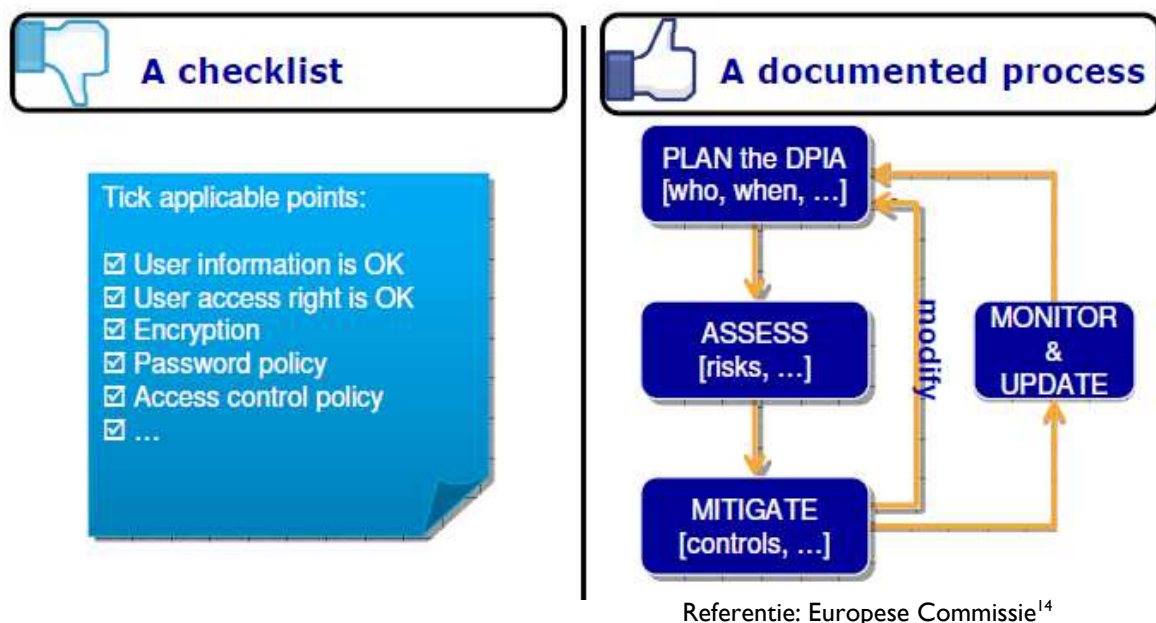 A checklist
Tick applicable points:
☑ User information is OK
☑ User access right is OK
☑ Encryption
☑ Password policy
☑ Access control policy
☑ ...
A documented process
PLAN the DPIA
[who, when, ...]
ASSESS
[risks, ...]
MITIGATE
[controls, ...]
modify
MONITOR
&
UPDATE
Referentie: Europese Commissie¹⁴